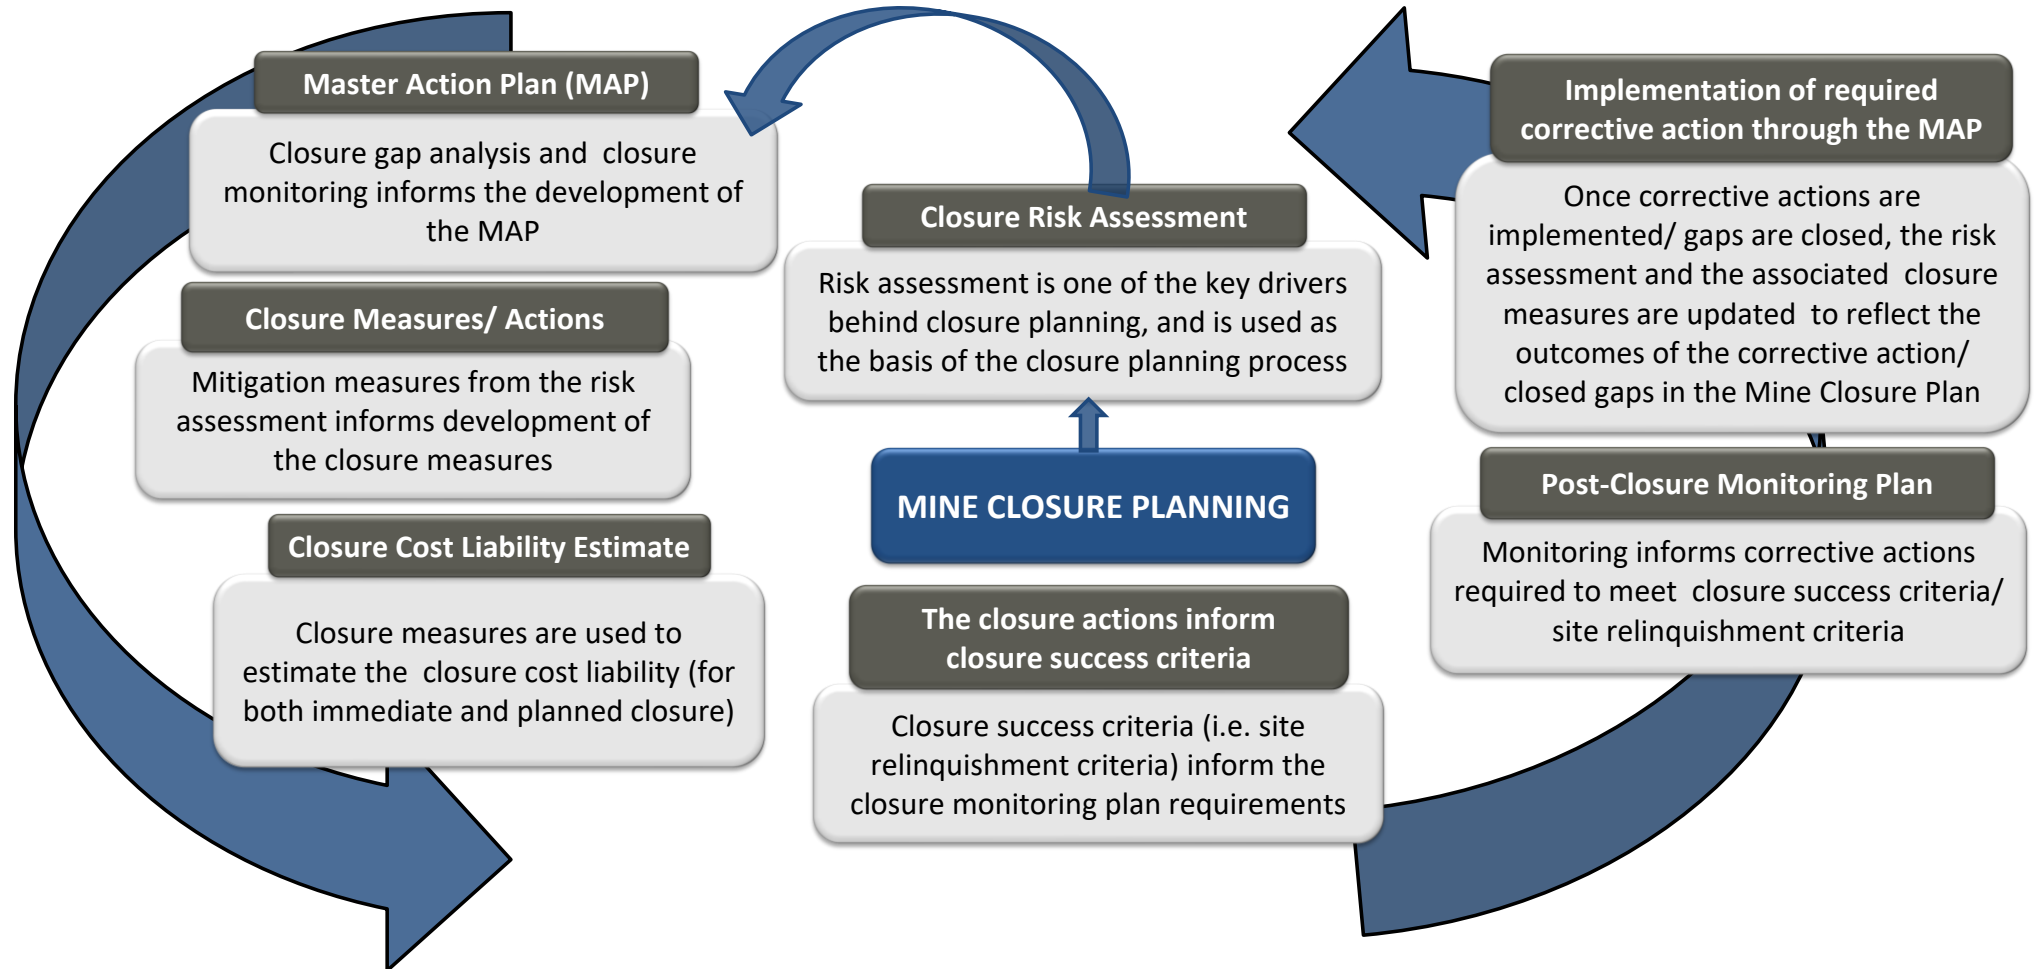 Master Action Plan (MAP)
Closure gap analysis and closure
monitoring informs the development of
the MAP
Closure Measures/ Actions
Mitigation measures from the risk
assessment informs development of
the closure measures
Closure Cost Liability Estimate
Closure measures are used to
estimate the closure cost liability (for
both immediate and planned closure)
Closure Risk Assessment
Risk assessment is one of the key drivers
behind closure planning, and is used as
the basis of the closure planning process
MINE CLOSURE PLANNING
The closure actions inform
closure success criteria
Closure success criteria (i.e. site
relinquishment criteria) inform the
closure monitoring plan requirements
Implementation of required
corrective action through the MAP
Once corrective actions are
implemented/ gaps are closed, the risk
assessment and the associated closure
measures are updated to reflect the
outcomes of the corrective action/
closed gaps in the Mine Closure Plan
Post-Closure Monitoring Plan
Monitoring informs corrective actions
required to meet closure success criteria/
site relinquishment criteria